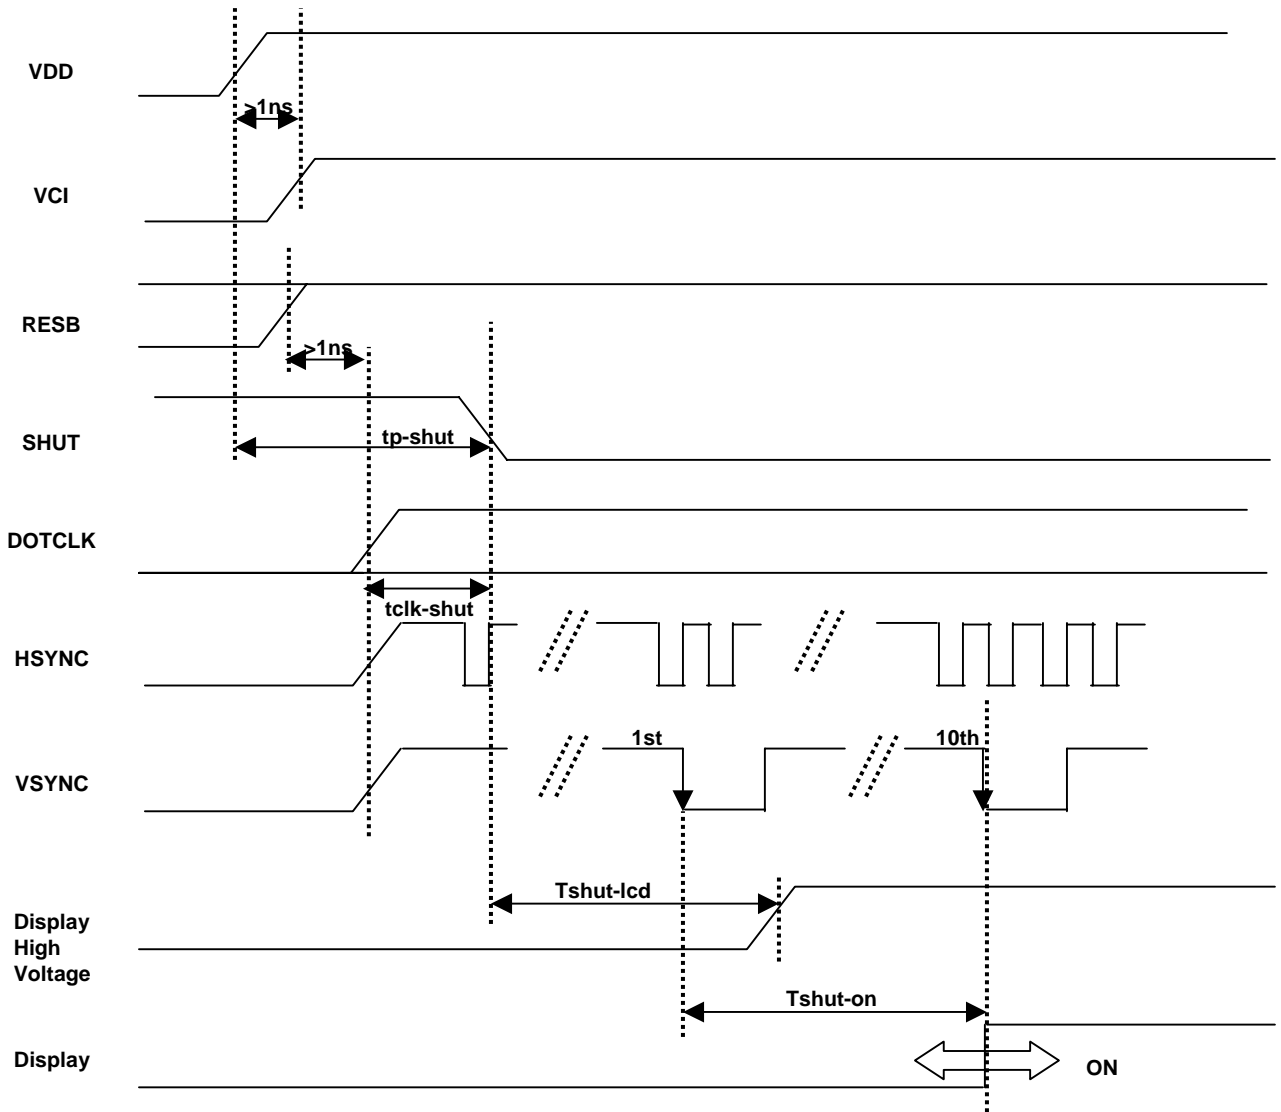 VDD
>1ns
VCI
RESB
>1ns
SHUT
tp-shut
DOTCLK
tclk-shut
HSYNC
VSYNC
1st
10th
Tshut-lcd
Display
High
Voltage
Tshut-on
Display
ON